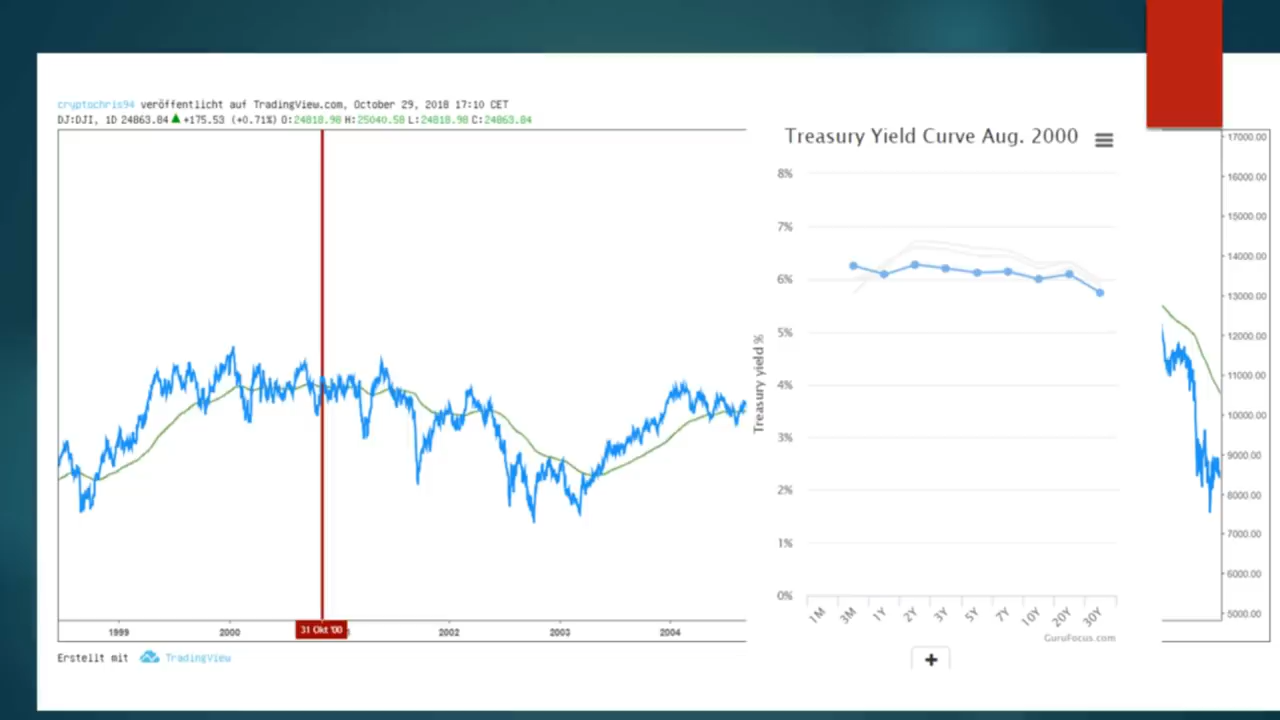 cryptochris94 veröffentlicht auf TradingView.com, October 29, 2018 17:10 CET
DJ:DJI, 1D 24863.84 ▲ +175.53 (+0.71%) O:24818.98 H:25040.58 L:24818.98 C:24863.84
Treasury Yield Curve Aug. 2000
8%
7%
6%
5%
4%
3%
2%
1%
0%
Treasury yield %
1M 3M 1Y 2Y 3Y 5Y 7Y 10Y 20Y 30Y
GuruFocus.com
+
17000.00
16000.00
15000.00
14000.00
13000.00
12000.00
11000.00
10000.00
9000.00
8000.00
7000.00
6000.00
5000.00
1999 2000 31 Okt '00 2002 2003 2004
Erstellt mit TradingView